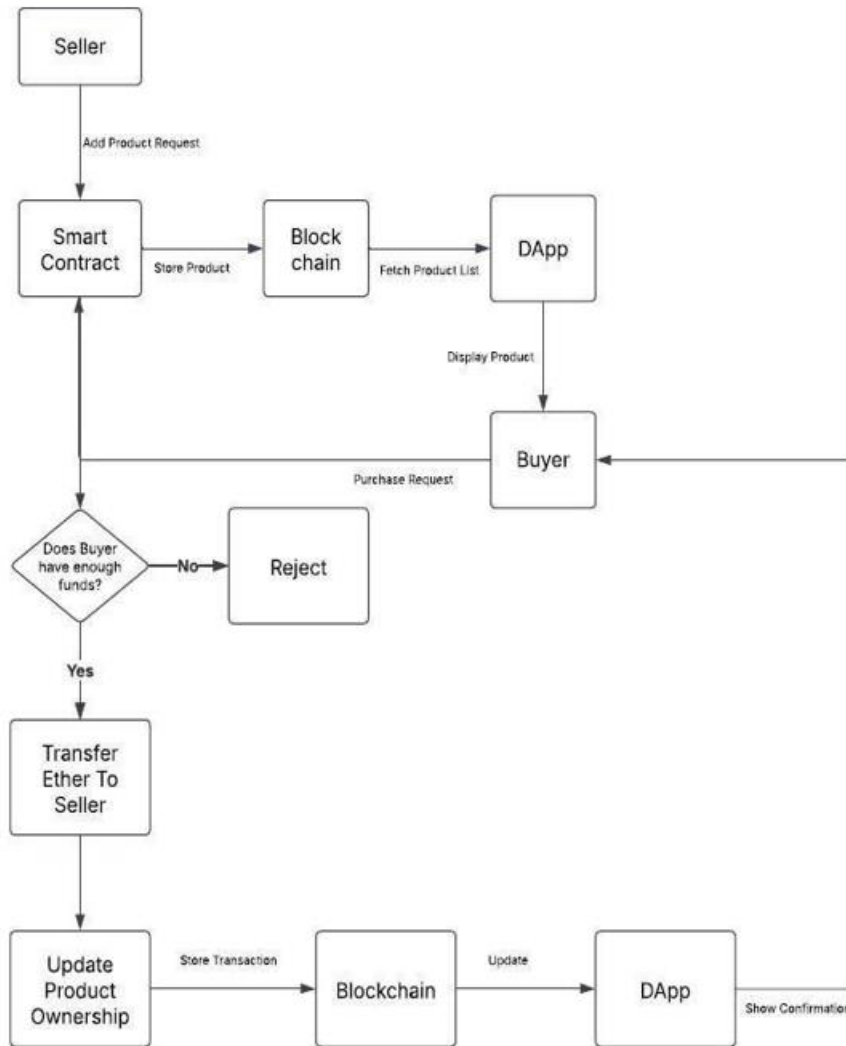 Seller
Add Product Request
Smart
Contract
Store Product
Block
chain
Fetch Product List
DApp
Display Product
Buyer
Purchase Request
Does Buyer
have enough
funds?
No
Reject
Yes
Transfer
Ether To
Seller
Update
Product
Ownership
Store Transaction
Blockchain
Update
DApp
Show Confirmation